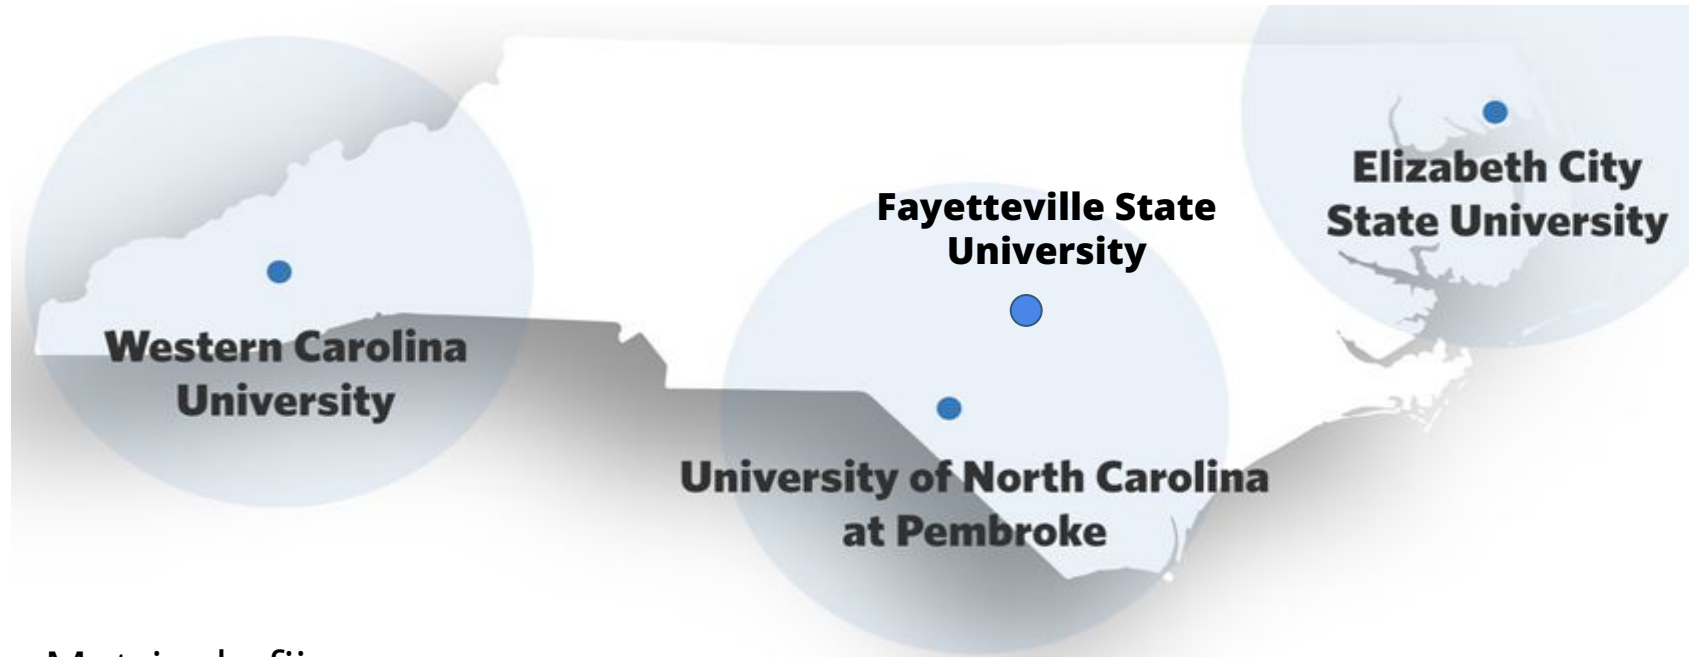 Fayetteville State
University
Elizabeth City
State University
Western Carolina
University
University of North Carolina
at Pembroke